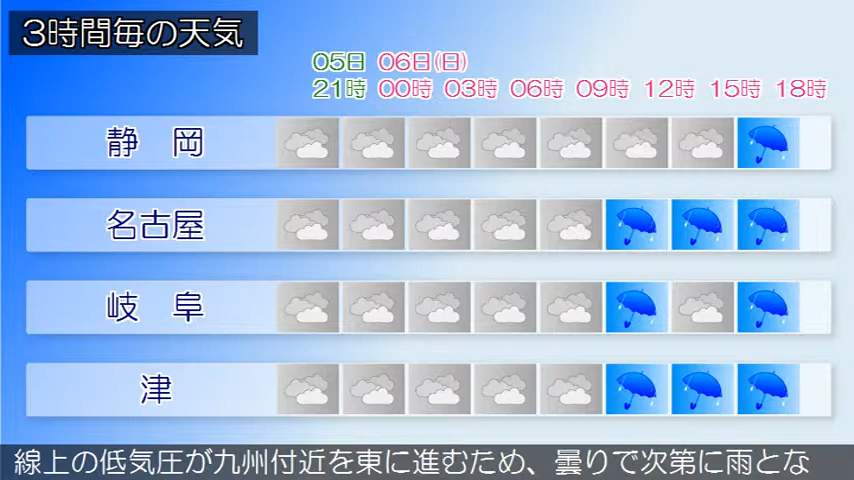 3時間毎の天気
05日 06日(日)
21時 00時 03時 06時 09時 12時 15時 18時
静 岡
名古屋
岐 阜
津
線上の低気圧が九州付近を東に進むため、曇りで次第に雨とな